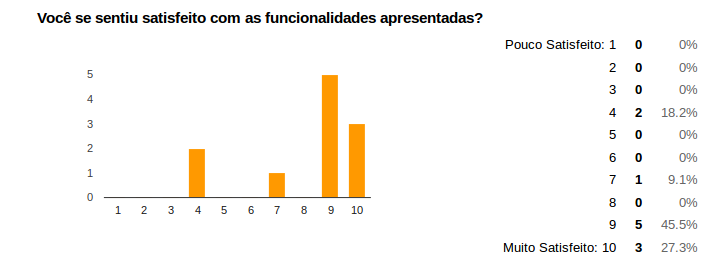 Você se sentiu satisfeito com as funcionalidades apresentadas?
5
4
3
2
1
0
1 2 3 4 5 6 7 8 9 10
Pouco Satisfeito: 1 0 0%
2 0 0%
3 0 0%
4 2 18.2%
5 0 0%
6 0 0%
7 1 9.1%
8 0 0%
9 5 45.5%
Muito Satisfeito: 10 3 27.3%